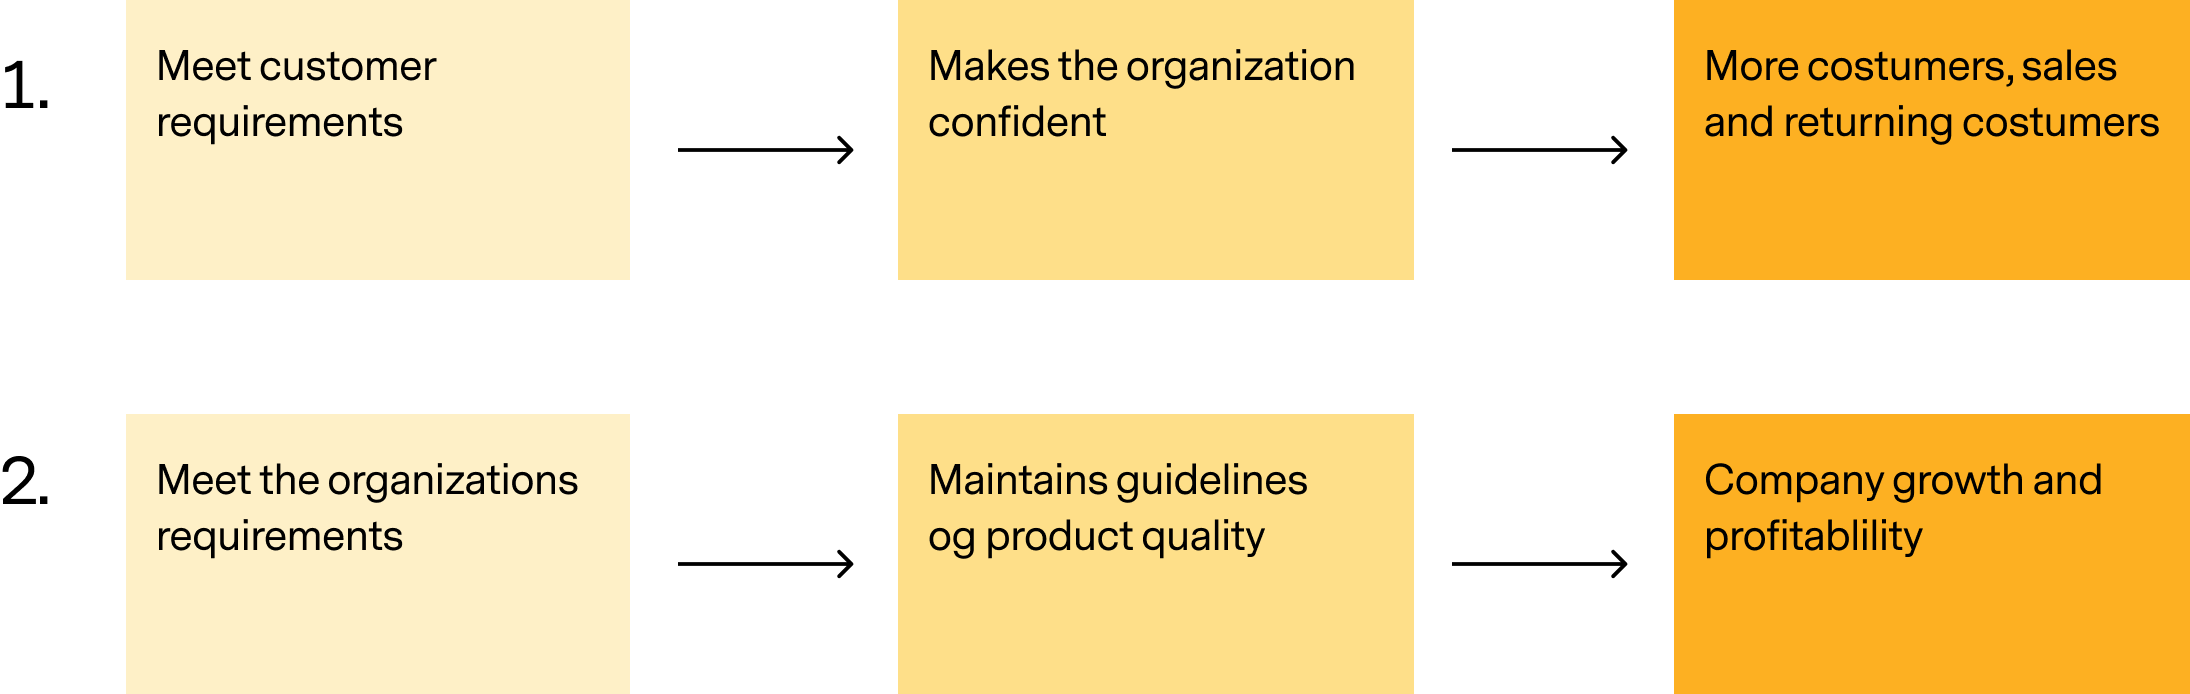 1.
Meet customer
requirements
Makes the organization
confident
More costumers, sales
and returning costumers
2.
Meet the organizations
requirements
Maintains guidelines
og product quality
Company growth and
profitablility